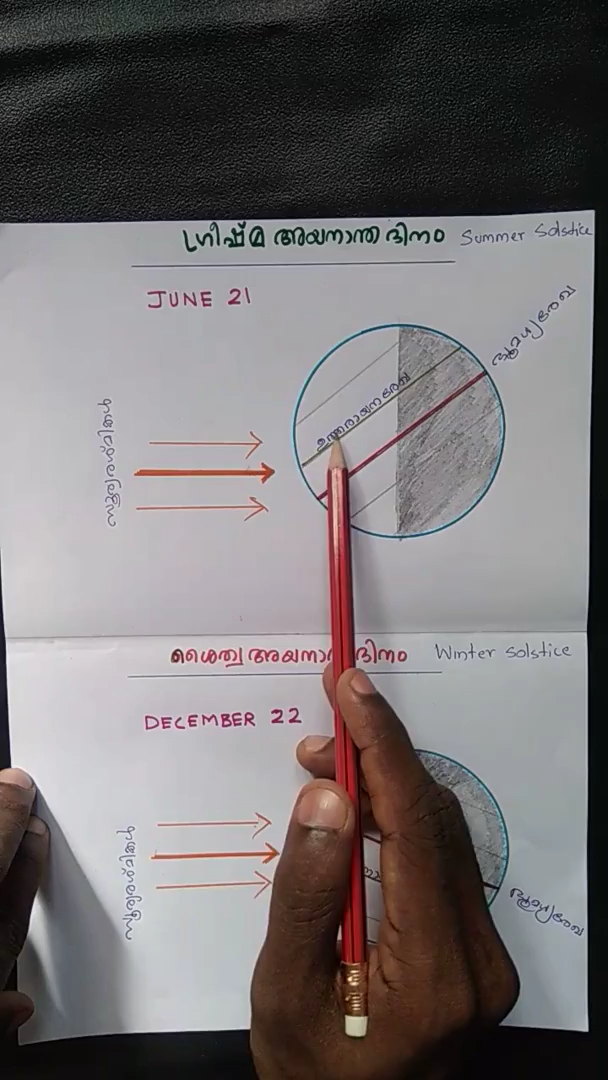 ഗ്രീഷ്മ അയനാന്ത ദിനം Summer Solstice
JUNE 21
ഭൂമധ്യരേഖ
ഉത്തരായനരേഖ
സൂര്യരശ്മികൾ
ശൈത്യ അയനാന്ത ദിനം Winter Solstice
DECEMBER 22
സൂര്യരശ്മികൾ
ഭൂമധ്യരേഖ